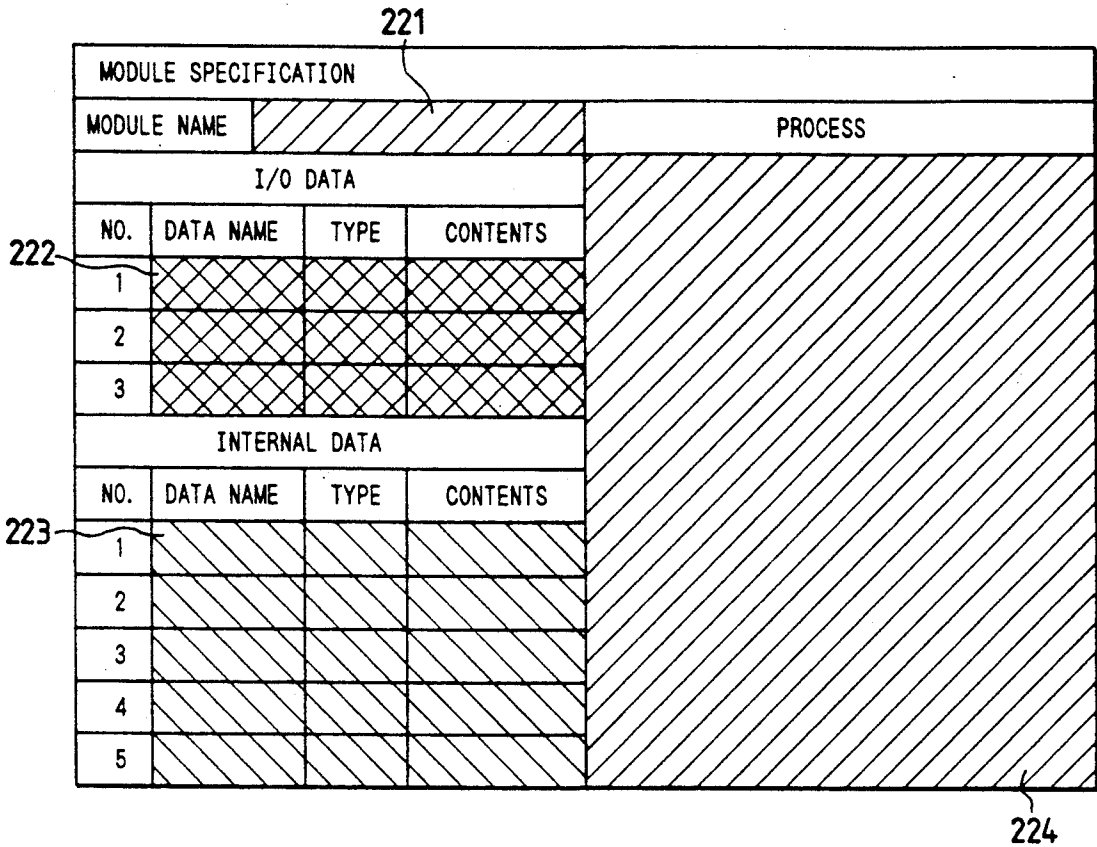 221
MODULE SPECIFICATION
MODULE NAME
PROCESS
I/O DATA
NO. DATA NAME TYPE CONTENTS
222
1
2
3
INTERNAL DATA
NO. DATA NAME TYPE CONTENTS
223
1
2
3
4
5
224